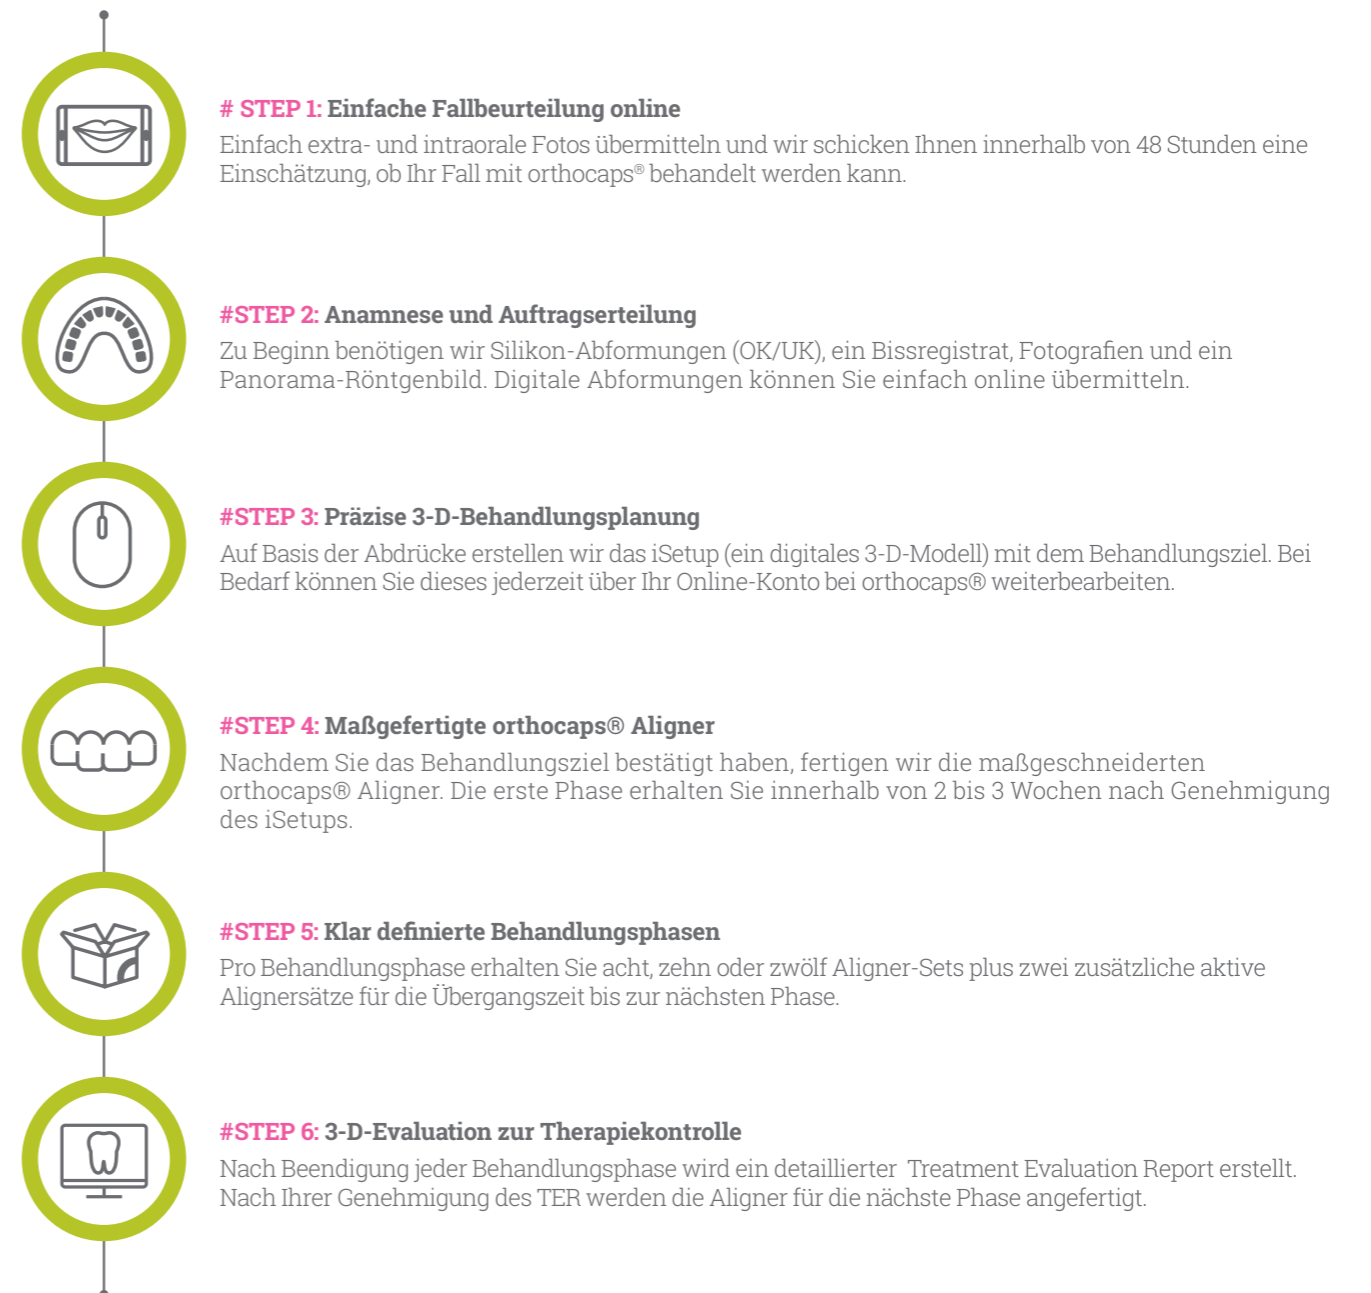 # STEP 1: Einfache Fallbeurteilung online
Einfach extra- und intraorale Fotos übermitteln und wir schicken Ihnen innerhalb von 48 Stunden eine
Einschätzung, ob Ihr Fall mit orthocaps® behandelt werden kann.
#STEP 2: Anamnese und Auftragserteilung
Zu Beginn benötigen wir Silikon-Abformungen (OK/UK), ein Bissregistrat, Fotografien und ein
Panorama-Röntgenbild. Digitale Abformungen können Sie einfach online übermitteln.
#STEP 3: Präzise 3-D-Behandlungsplanung
Auf Basis der Abdrücke erstellen wir das iSetup (ein digitales 3-D-Modell) mit dem Behandlungsziel. Bei
Bedarf können Sie dieses jederzeit über Ihr Online-Konto bei orthocaps® weiterbearbeiten.
#STEP 4: Maßgefertigte orthocaps® Aligner
Nachdem Sie das Behandlungsziel bestätigt haben, fertigen wir die maßgeschneiderten
orthocaps® Aligner. Die erste Phase erhalten Sie innerhalb von 2 bis 3 Wochen nach Genehmigung
des iSetups.
#STEP 5: Klar definierte Behandlungsphasen
Pro Behandlungsphase erhalten Sie acht, zehn oder zwölf Aligner-Sets plus zwei zusätzliche aktive
Alignersätze für die Übergangszeit bis zur nächsten Phase.
#STEP 6: 3-D-Evaluation zur Therapiekontrolle
Nach Beendigung jeder Behandlungsphase wird ein detaillierter Treatment Evaluation Report erstellt.
Nach Ihrer Genehmigung des TER werden die Aligner für die nächste Phase angefertigt.